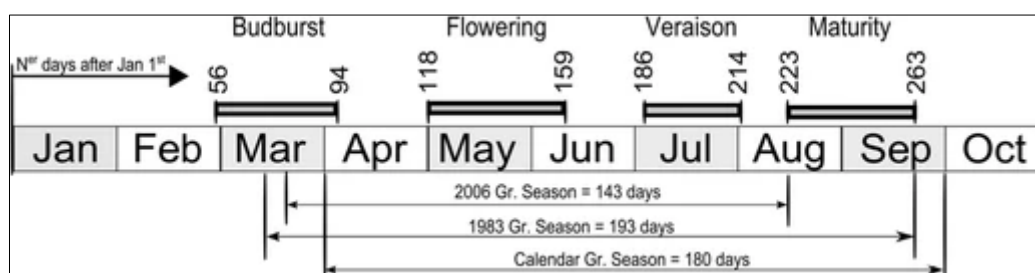 Budburst Flowering Veraison Maturity
Nᵉʳ days after Jan 1ˢᵗ
56 94 118 159 186 214 223 263
Jan Feb Mar Apr May Jun Jul Aug Sep Oct
2006 Gr. Season = 143 days
1983 Gr. Season = 193 days
Calendar Gr. Season = 180 days